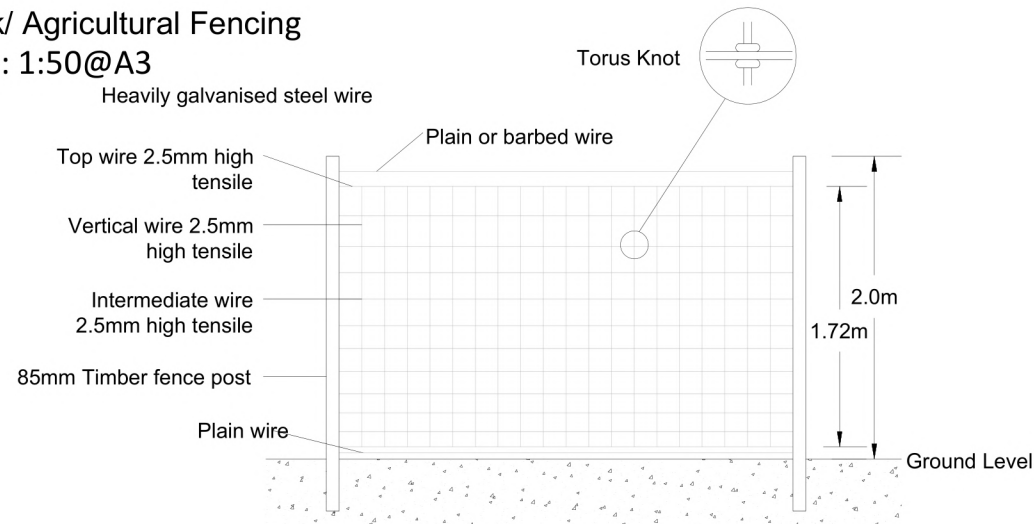 / Agricultural Fencing
: 1:50@A3
Heavily galvanised steel wire
Torus Knot
Plain or barbed wire
Top wire 2.5mm high
tensile
Vertical wire 2.5mm
high tensile
Intermediate wire
2.5mm high tensile
2.0m
1.72m
85mm Timber fence post
Plain wire
Ground Level